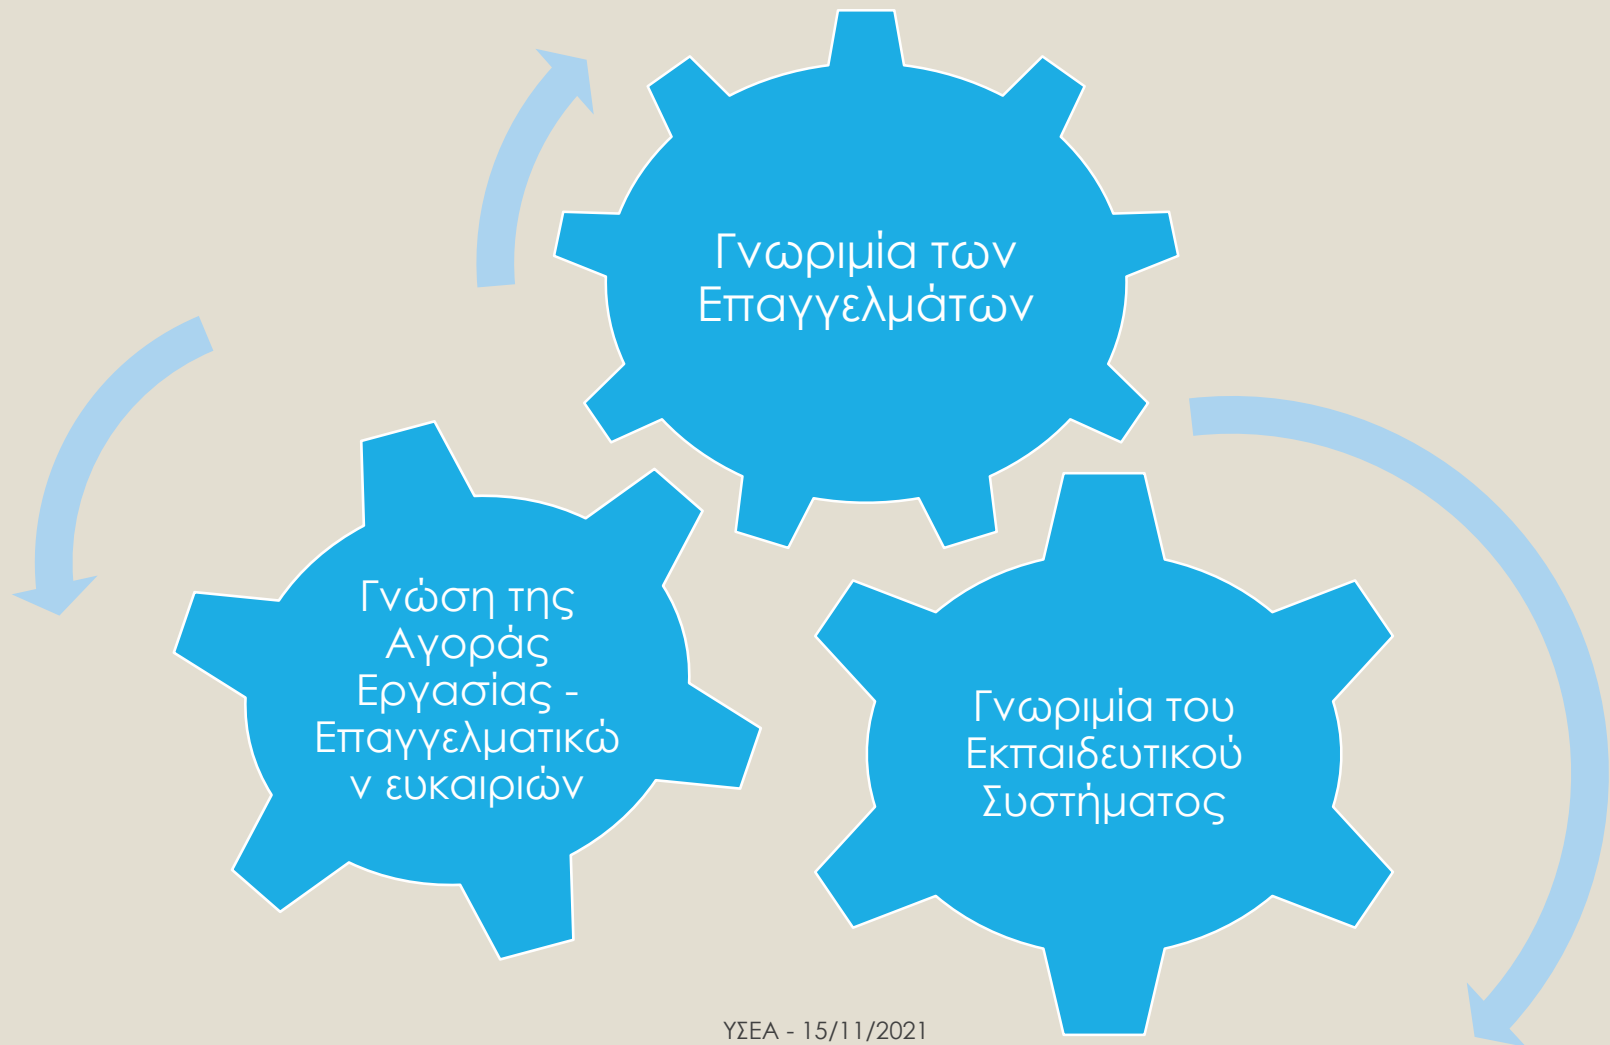 Γνωριμία των
Επαγγελμάτων
Γνώση της
Αγοράς
Εργασίας -
Επαγγελματικώ
ν ευκαιριών
Γνωριμία του
Εκπαιδευτικού
Συστήματος
ΥΣΕΑ - 15/11/2021